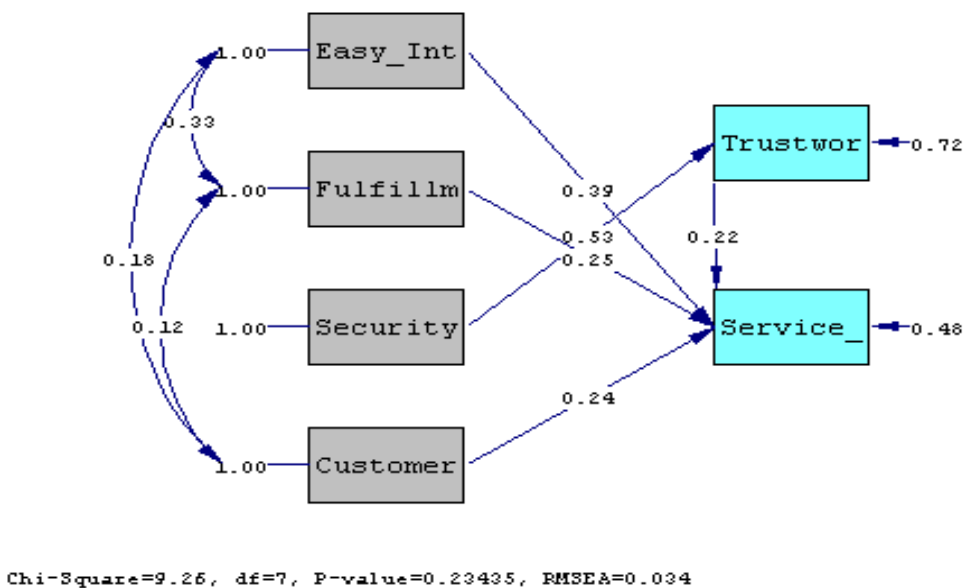 1.00
Easy_Int
0.33
Trustwor
0.72
1.00
Fulfillm
0.39
0.53
0.22
0.25
0.18
0.12
1.00
Security
Service_
0.48
0.24
1.00
Customer
Chi-Square=9.26, df=7, P-value=0.23435, RMSEA=0.034